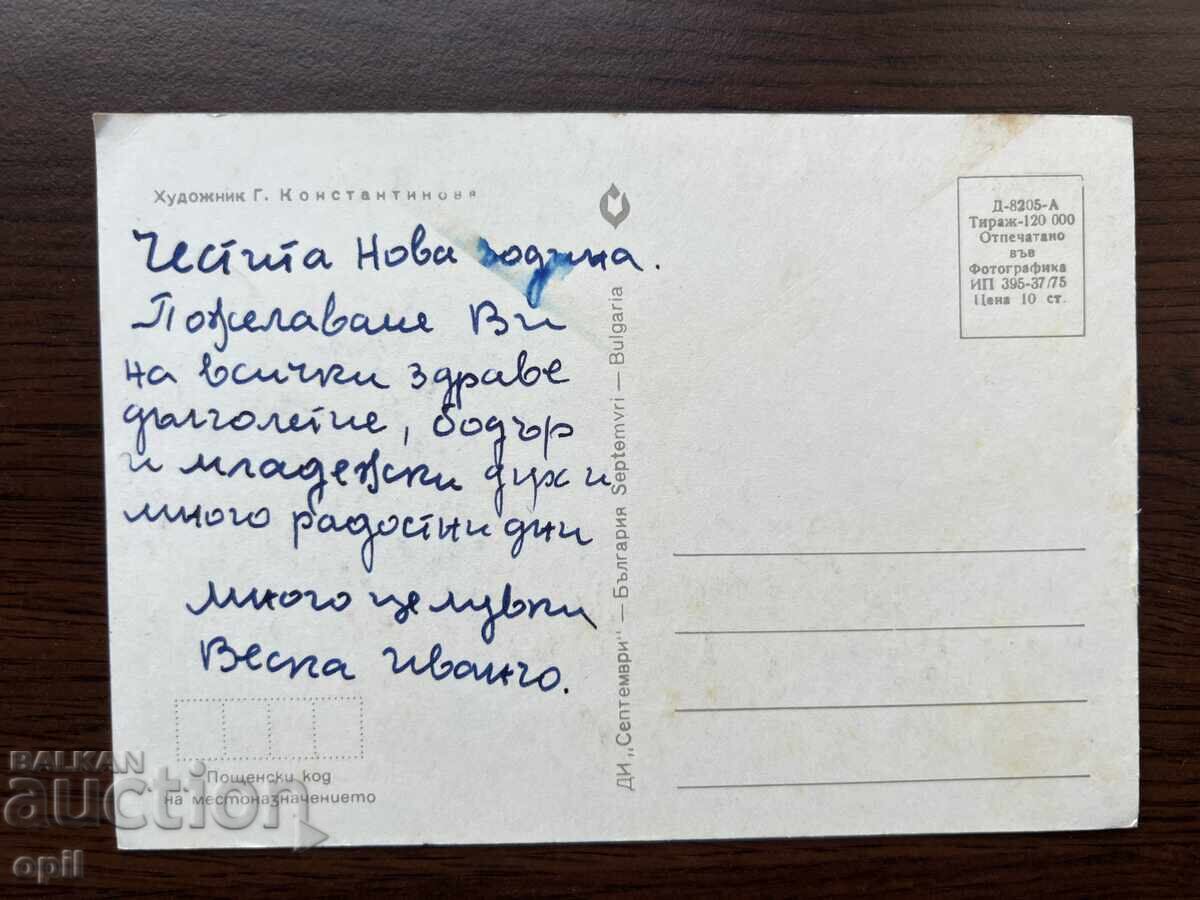 Художник Г. Константинова
Честита Нова година.
Пожелаваме Ви
на всички здраве
дълголетие, бодър
и младежки дух и
много радостни дни
много целувки
Веска Иванчо.
Пощенски код
на местоназначението
ДИ „Септември" — България Septemvri — Bulgaria
Д-8205-А
Тираж-120 000
Отпечатано
във
Фотографика
ИП 395-37/75
Цена 10 ст.
BALKAN
auction
opil